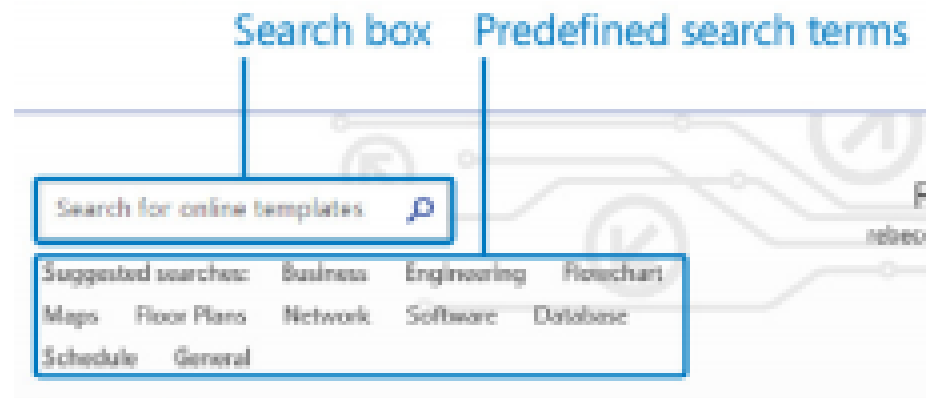 Search box Predefined search terms
Search for online templates
Suggested searches: Business Engineering Flowchart
Maps Floor Plans Network Software Database
Schedule General